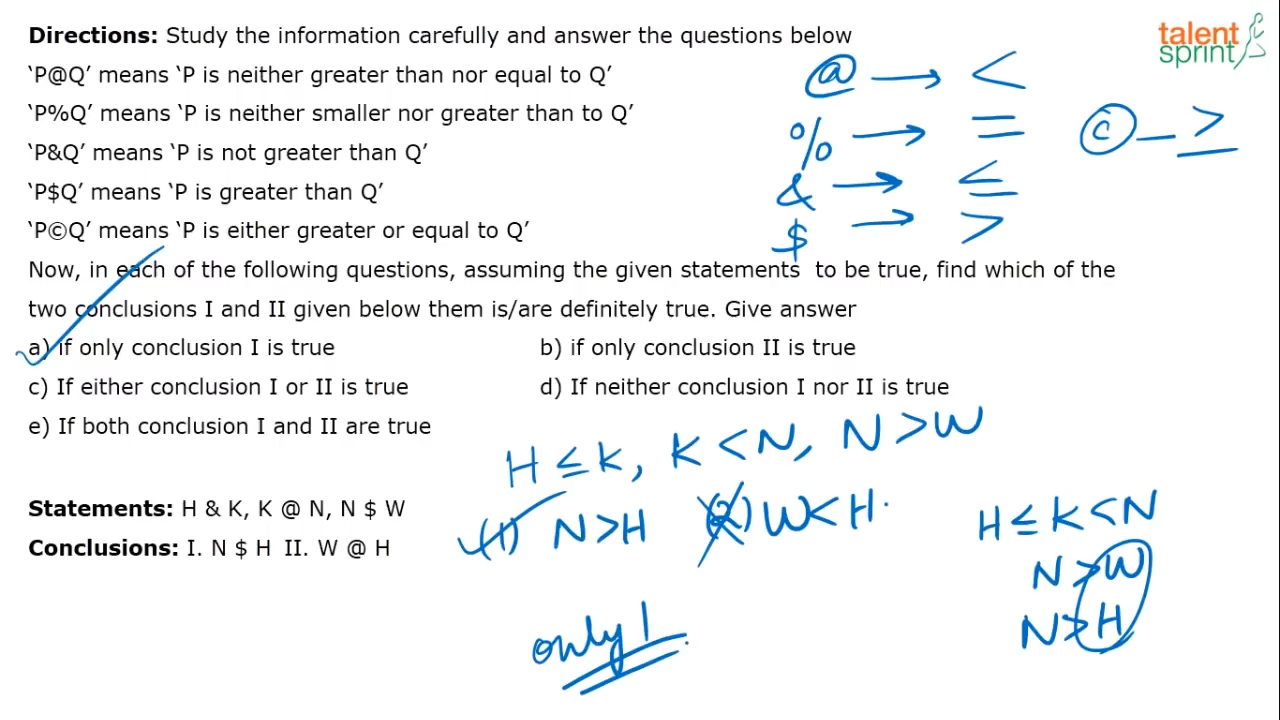 Directions: Study the information carefully and answer the questions below
talent
sprint
'P@Q' means 'P is neither greater than nor equal to Q'
@ → <
'P%Q' means 'P is neither smaller nor greater than to Q'
% → =
© – ≥
'P&Q' means 'P is not greater than Q'
& → ≤
'P$Q' means 'P is greater than Q'
$ → >
'P©Q' means 'P is either greater or equal to Q'
Now, in each of the following questions, assuming the given statements to be true, find which of the
two conclusions I and II given below them is/are definitely true. Give answer
a) if only conclusion I is true
b) if only conclusion II is true
c) If either conclusion I or II is true
d) If neither conclusion I nor II is true
e) If both conclusion I and II are true
H ≤ K, K < N, N > W
Statements: H & K, K @ N, N $ W
Conclusions: I. N $ H II. W @ H
(1) N > H (2) W < H.
H ≤ K < N
N > W
N > H
only 1